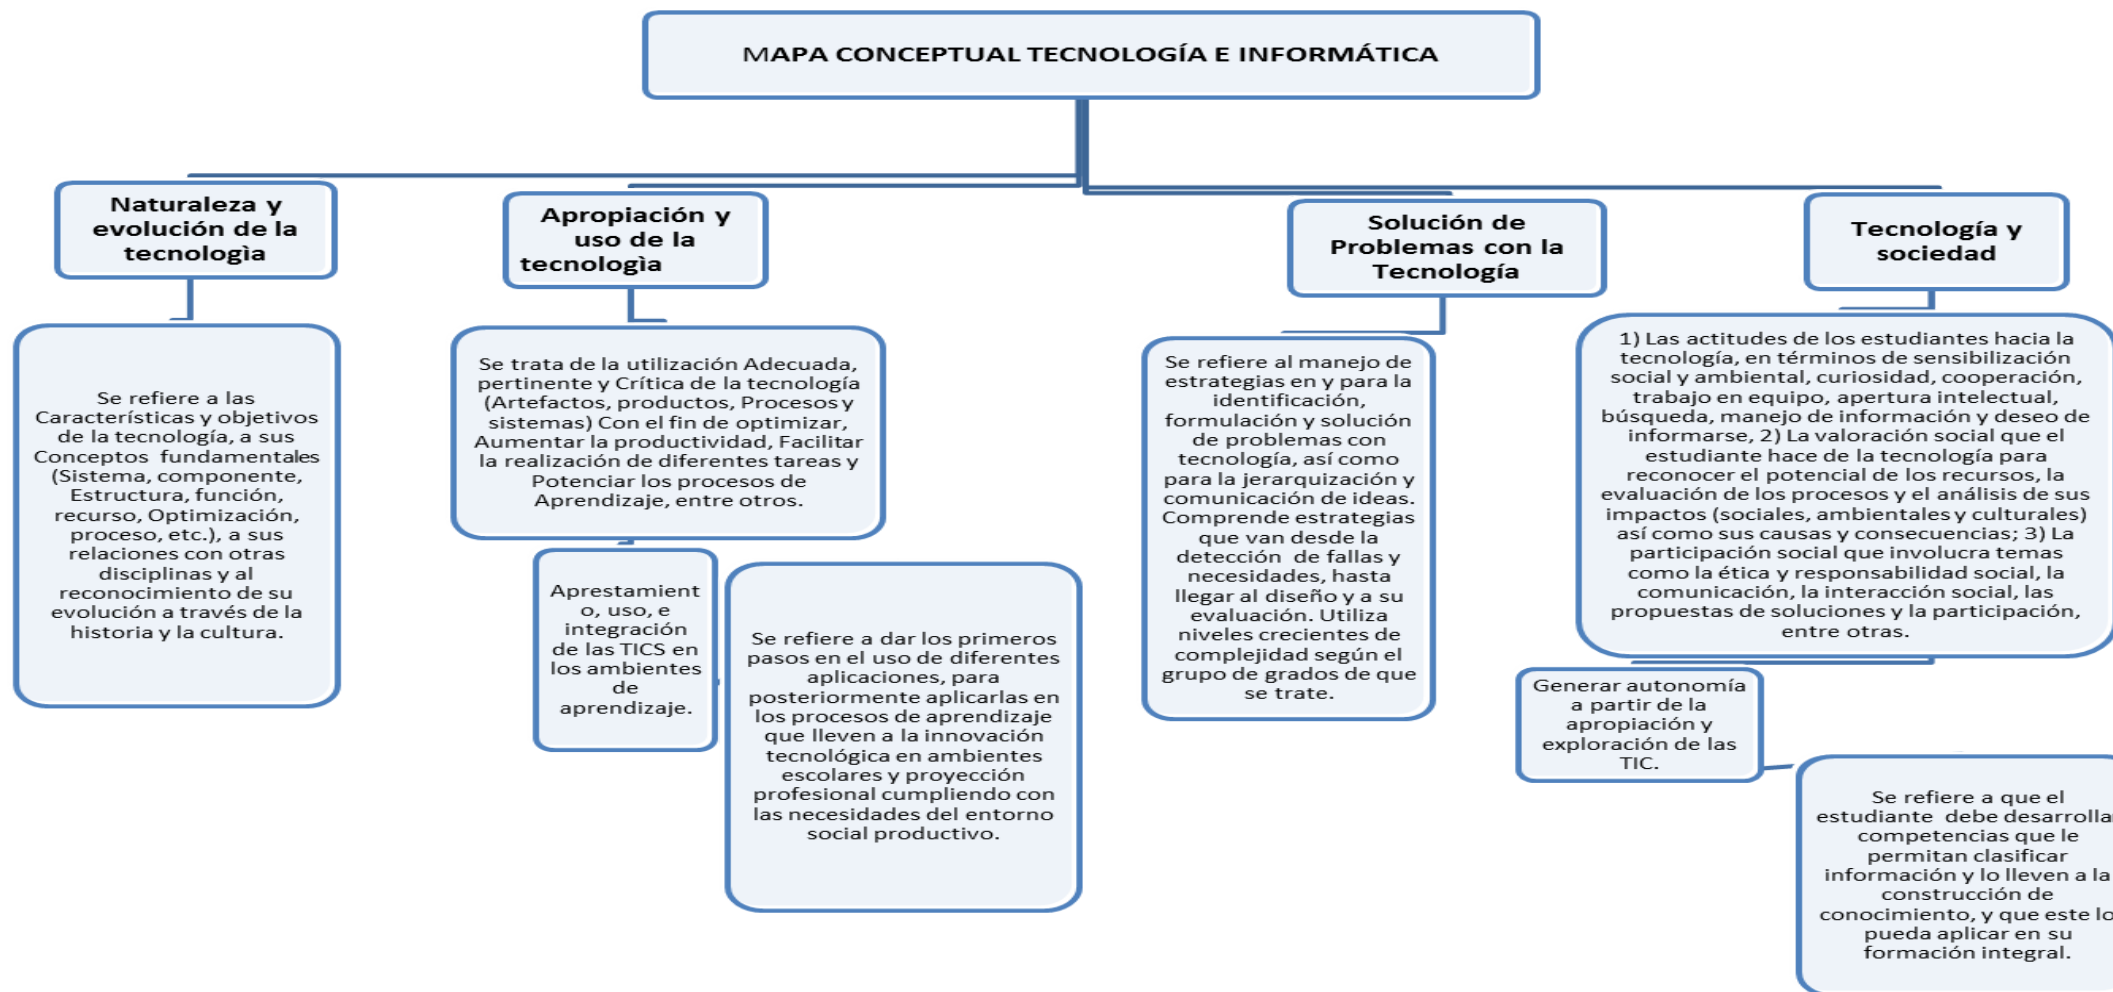 MAPA CONCEPTUAL TECNOLOGÍA E INFORMÁTICA
Naturaleza y
evolución de la
tecnologìa
Apropiación y
uso de la
tecnologìa
Solución de
Problemas con la
Tecnología
Tecnología y
sociedad
Se refiere a las
Características y objetivos
de la tecnología, a sus
Conceptos fundamentales
(Sistema, componente,
Estructura, función,
recurso, Optimización,
proceso, etc.), a sus
relaciones con otras
disciplinas y al
reconocimiento de su
evolución a través de la
historia y la cultura.
Se trata de la utilización Adecuada,
pertinente y Crítica de la tecnología
(Artefactos, productos, Procesos y
sistemas) Con el fin de optimizar,
Aumentar la productividad, Facilitar
la realización de diferentes tareas y
Potenciar los procesos de
Aprendizaje, entre otros.
Aprestamient
o, uso, e
integración
de las TICS en
los ambientes
de
aprendizaje.
Se refiere a dar los primeros
pasos en el uso de diferentes
aplicaciones, para
posteriormente aplicarlas en
los procesos de aprendizaje
que lleven a la innovación
tecnológica en ambientes
escolares y proyección
profesional cumpliendo con
las necesidades del entorno
social productivo.
Se refiere al manejo de
estrategias en y para la
identificación,
formulación y solución
de problemas con
tecnología, así como
para la jerarquización y
comunicación de ideas.
Comprende estrategias
que van desde la
detección de fallas y
necesidades, hasta
llegar al diseño y a su
evaluación. Utiliza
niveles crecientes de
complejidad según el
grupo de grados de que
se trate.
1) Las actitudes de los estudiantes hacia la
tecnología, en términos de sensibilización
social y ambiental, curiosidad, cooperación,
trabajo en equipo, apertura intelectual,
búsqueda, manejo de información y deseo de
informarse, 2) La valoración social que el
estudiante hace de la tecnología para
reconocer el potencial de los recursos, la
evaluación de los procesos y el análisis de sus
impactos (sociales, ambientales y culturales)
así como sus causas y consecuencias; 3) La
participación social que involucra temas
como la ética y responsabilidad social, la
comunicación, la interacción social, las
propuestas de soluciones y la participación,
entre otras.
Generar autonomía
a partir de la
apropiación y
exploración de las
TIC.
Se refiere a que el
estudiante debe desarrolla
competencias que le
permitan clasificar
información y lo lleven a la
construcción de
conocimiento, y que este lo
pueda aplicar en su
formación integral.